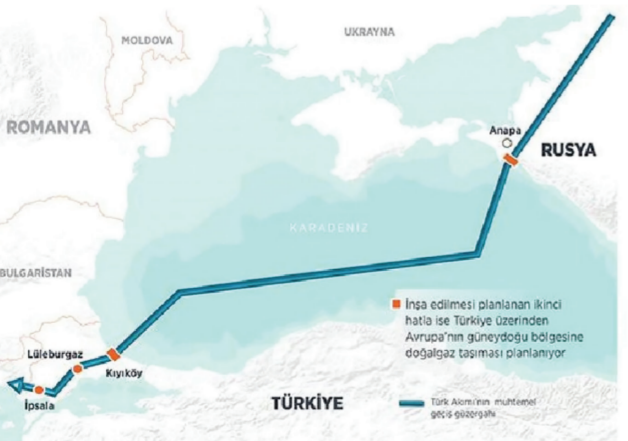 MOLDOVA
UKRAYNA
ROMANYA
Anapa
RUSYA
KARADENİZ
BULGARİSTAN
İnşa edilmesi planlanan ikinci
hatla ise Türkiye üzerinden
Avrupa'nın güneydoğu bölgesine
doğalgaz taşıması planlanıyor
Lüleburgaz
Kıyıköy
İpsala
TÜRKİYE
Türk Akımı'nın muhtemel
geçiş güzergahı